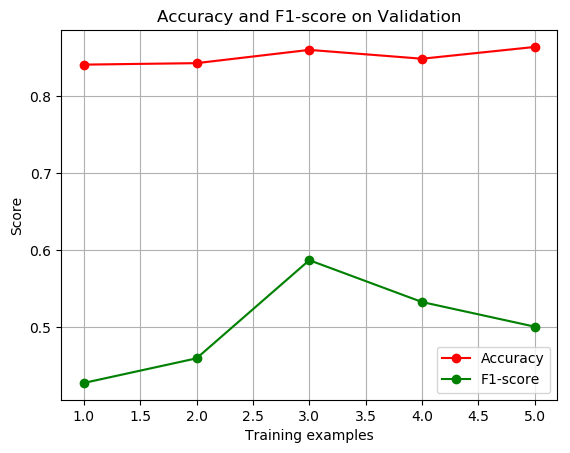 Accuracy and F1-score on Validation
Score
0.8
0.7
0.6
0.5
Accuracy
F1-score
1.0 1.5 2.0 2.5 3.0 3.5 4.0 4.5 5.0
Training examples